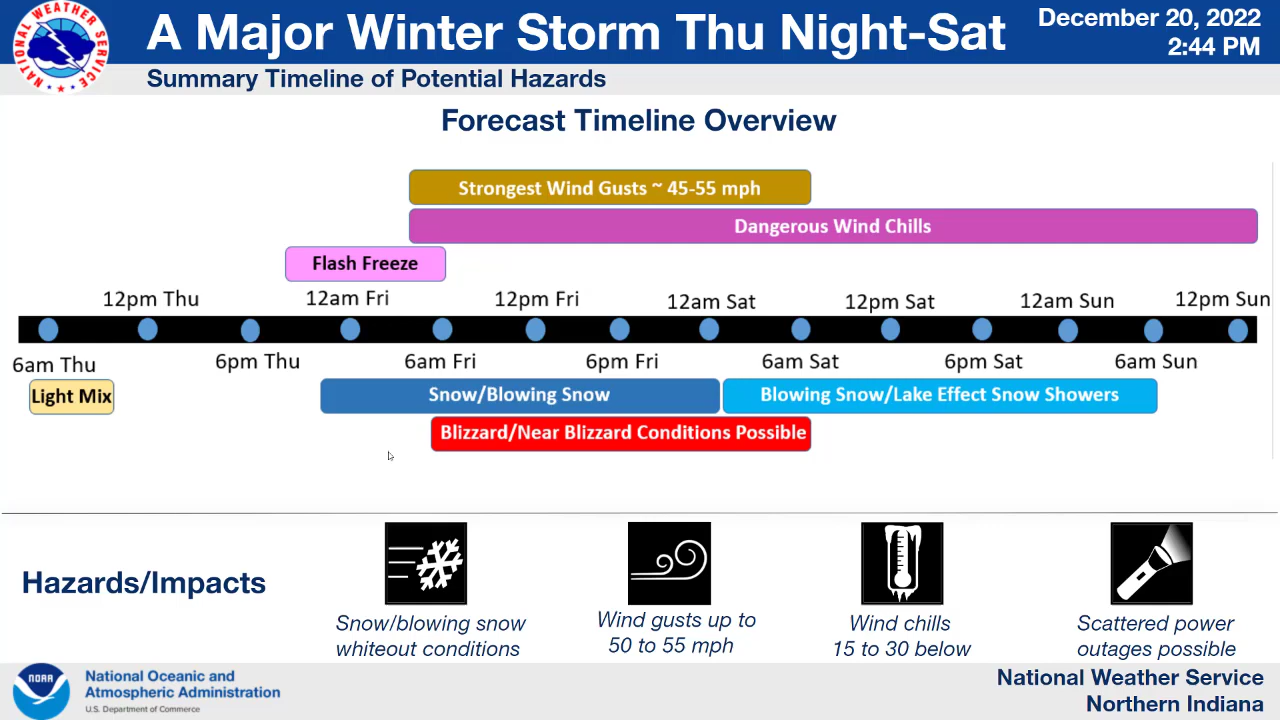 A Major Winter Storm Thu Night-Sat
December 20, 2022
2:44 PM
NATIONAL WEATHER SERVICE
Summary Timeline of Potential Hazards
Forecast Timeline Overview
Strongest Wind Gusts ~ 45-55 mph
Dangerous Wind Chills
Flash Freeze
12pm Thu
12am Fri
12pm Fri
12am Sat
12pm Sat
12am Sun
12pm Sun
6am Thu
6pm Thu
6am Fri
6pm Fri
6am Sat
6pm Sat
6am Sun
Light Mix
Snow/Blowing Snow
Blowing Snow/Lake Effect Snow Showers
Blizzard/Near Blizzard Conditions Possible
Hazards/Impacts
Snow/blowing snow
whiteout conditions
Wind gusts up to
50 to 55 mph
Wind chills
15 to 30 below
Scattered power
outages possible
NOAA
National Oceanic and
Atmospheric Administration
U.S. Department of Commerce
National Weather Service
Northern Indiana